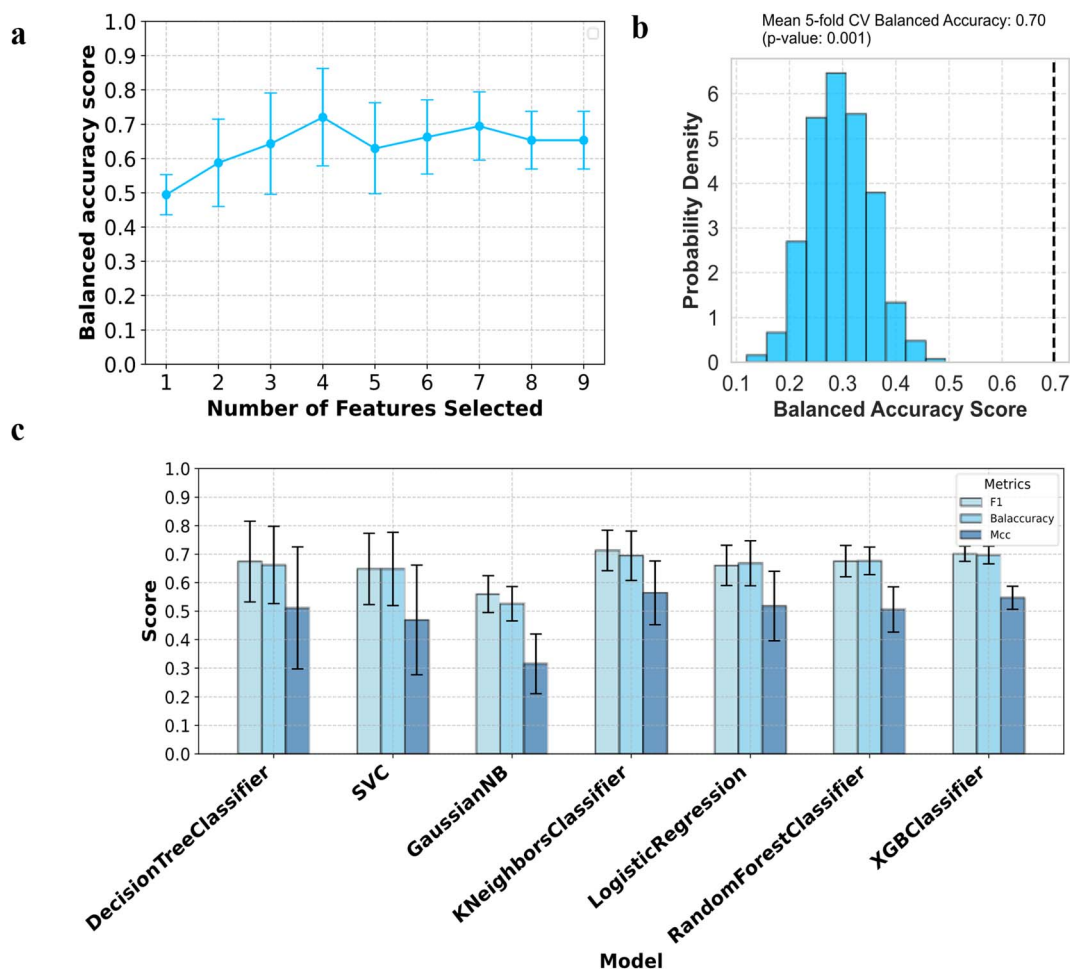 a
Balanced accuracy score
1.0
0.9
0.8
0.7
0.6
0.5
0.4
0.3
0.2
0.1
0.0
1 2 3 4 5 6 7 8 9
Number of Features Selected
b
Mean 5-fold CV Balanced Accuracy: 0.70
(p-value: 0.001)
Probability Density
6
5
4
3
2
1
0
0.1 0.2 0.3 0.4 0.5 0.6 0.7
Balanced Accuracy Score
c
Score
1.0
0.9
0.8
0.7
0.6
0.5
0.4
0.3
0.2
0.1
0.0
Metrics
F1
Balaccuracy
Mcc
DecisionTreeClassifier
SVC
GaussianNB
KNeighborsClassifier
LogisticRegression
RandomForestClassifier
XGBClassifier
Model